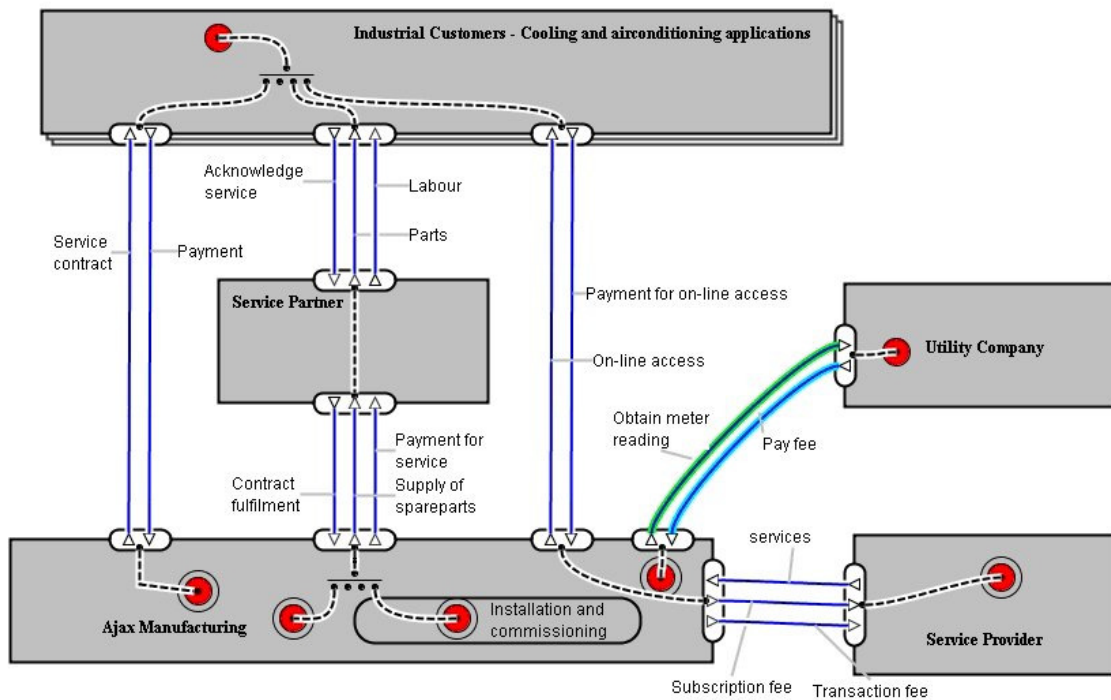 Industrial Customers - Cooling and airconditioning applications
Acknowledge
service
Labour
Service
contract
Payment
Parts
Service Partner
Payment for on-line access
On-line access
Utility Company
Obtain meter
reading
Pay fee
Payment for
service
Contract
fulfilment
Supply of
spareparts
services
Installation and
commissioning
Ajax Manufacturing
Service Provider
Subscription fee
Transaction fee